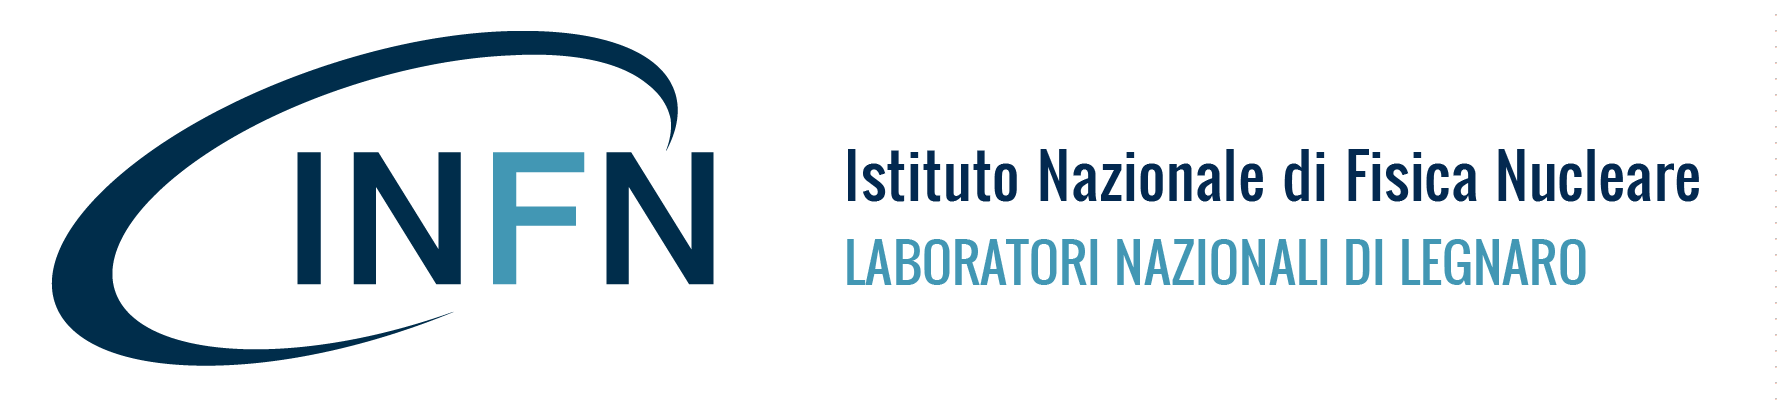 INFN
Istituto Nazionale di Fisica Nucleare
LABORATORI NAZIONALI DI LEGNARO